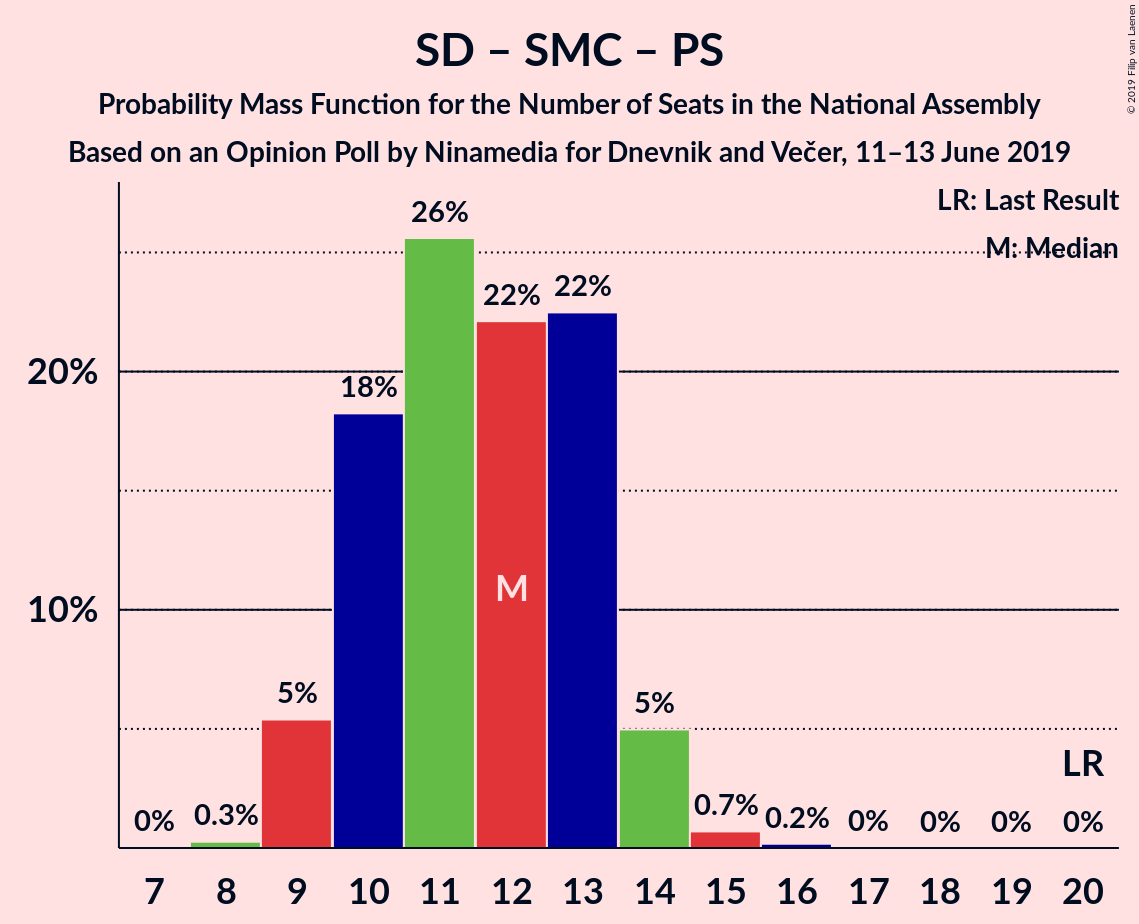 SD – SMC – PS
Probability Mass Function for the Number of Seats in the National Assembly
Based on an Opinion Poll by Ninamedia for Dnevnik and Večer, 11–13 June 2019
© 2019 Filip van Laenen
LR: Last Result
M: Median
26%
22%
22%
20%
18%
M
10%
5%
5%
LR
0%
0.3%
0.7%
0.2%
0%
0%
0%
0%
7 8 9 10 11 12 13 14 15 16 17 18 19 20